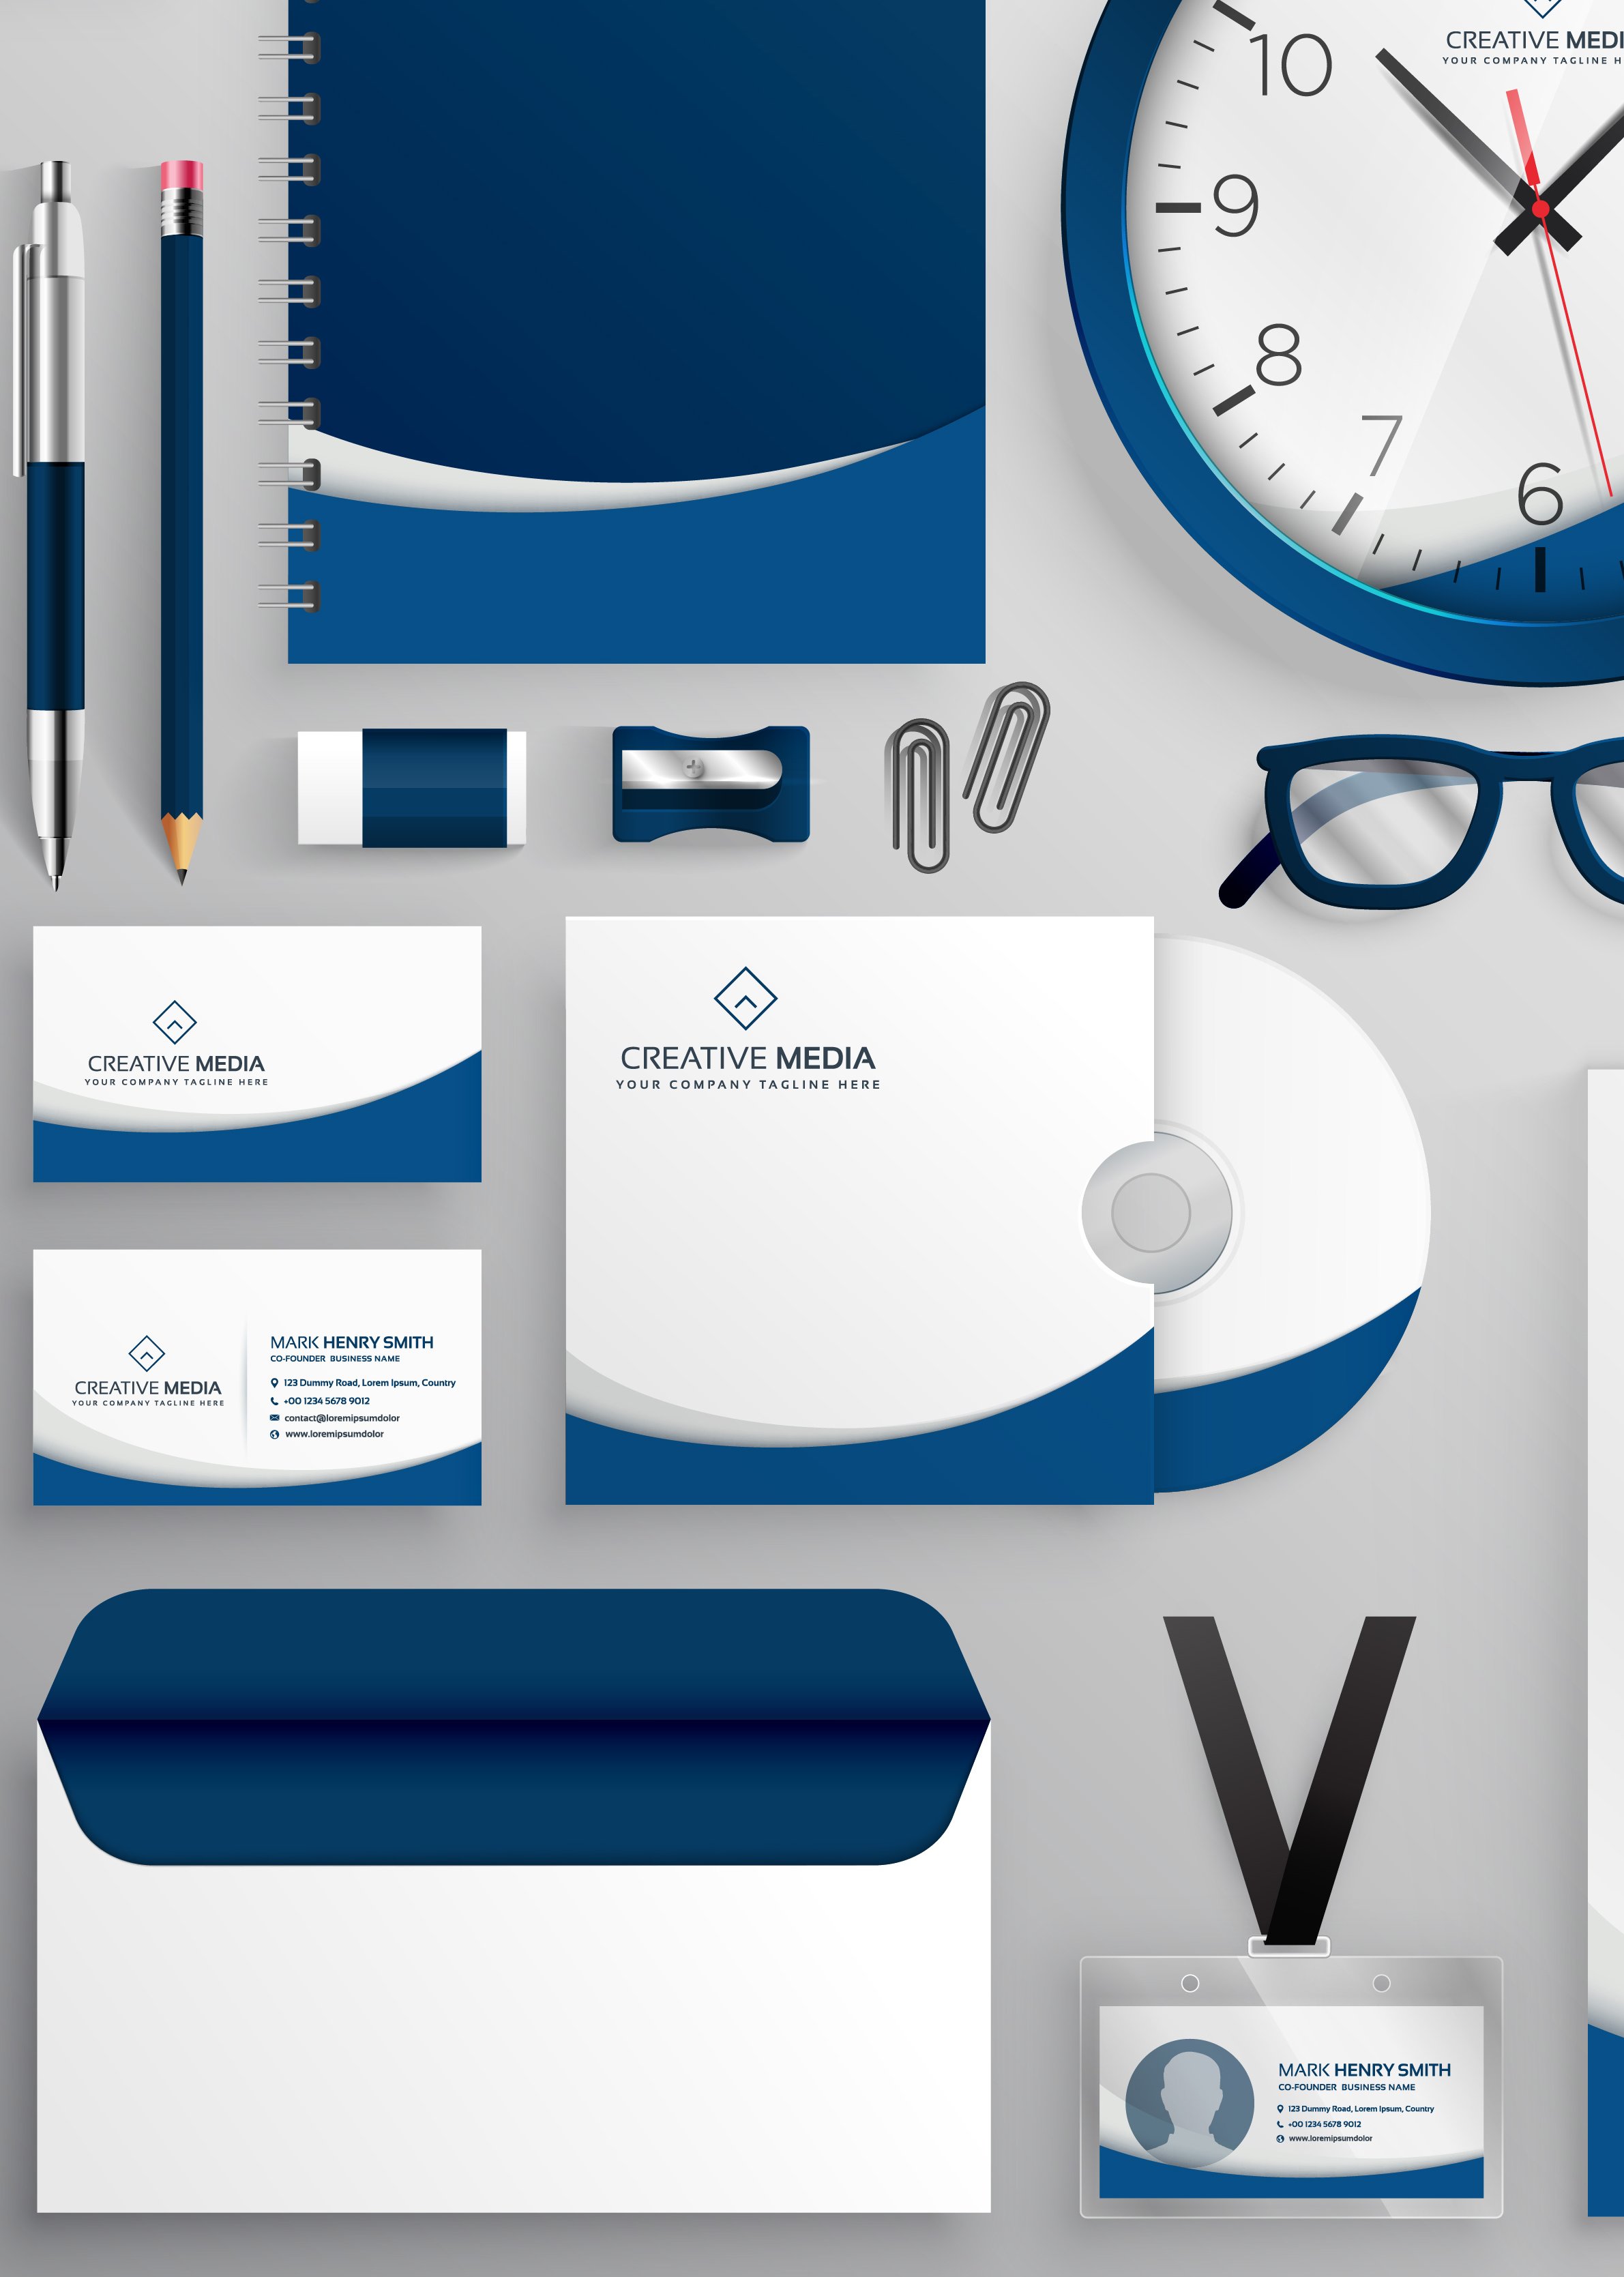 CREATIVE MEDI
YOUR COMPANY TAGLINE H
10
9
8
7
6
CREATIVE MEDIA
YOUR COMPANY TAGLINE HERE
CREATIVE MEDIA
YOUR COMPANY TAGLINE HERE
CREATIVE MEDIA
YOUR COMPANY TAGLINE HERE
MARK HENRY SMITH
CO-FOUNDER BUSINESS NAME
123 Dummy Road, Lorem Ipsum, Country
+00 1234 5678 9012
contact@loremipsumdolor
www.loremipsumdolor
MARK HENRY SMITH
CO-FOUNDER BUSINESS NAME
123 Dummy Road, Lorem Ipsum, Country
+00 1234 5678 9012
www.loremipsumdolor